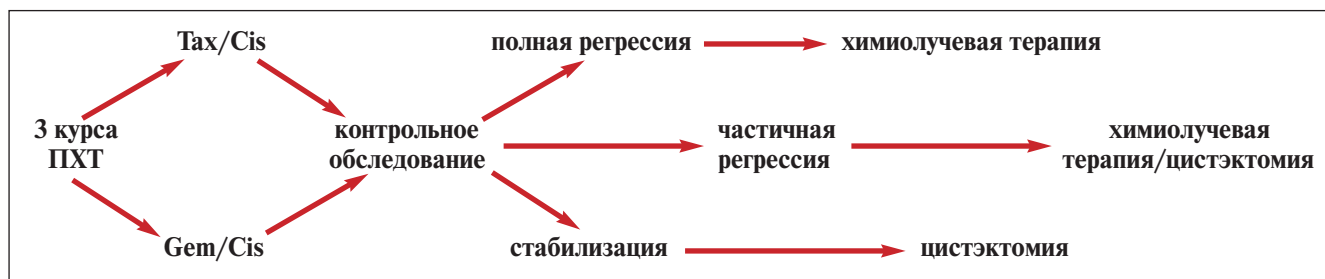 Tax/Cis
полная регрессия
химиолучевая терапия
3 курса
ПХТ
контрольное
обследование
частичная
регрессия
химиолучевая
терапия/цистэктомия
Gem/Cis
стабилизация
цистэктомия